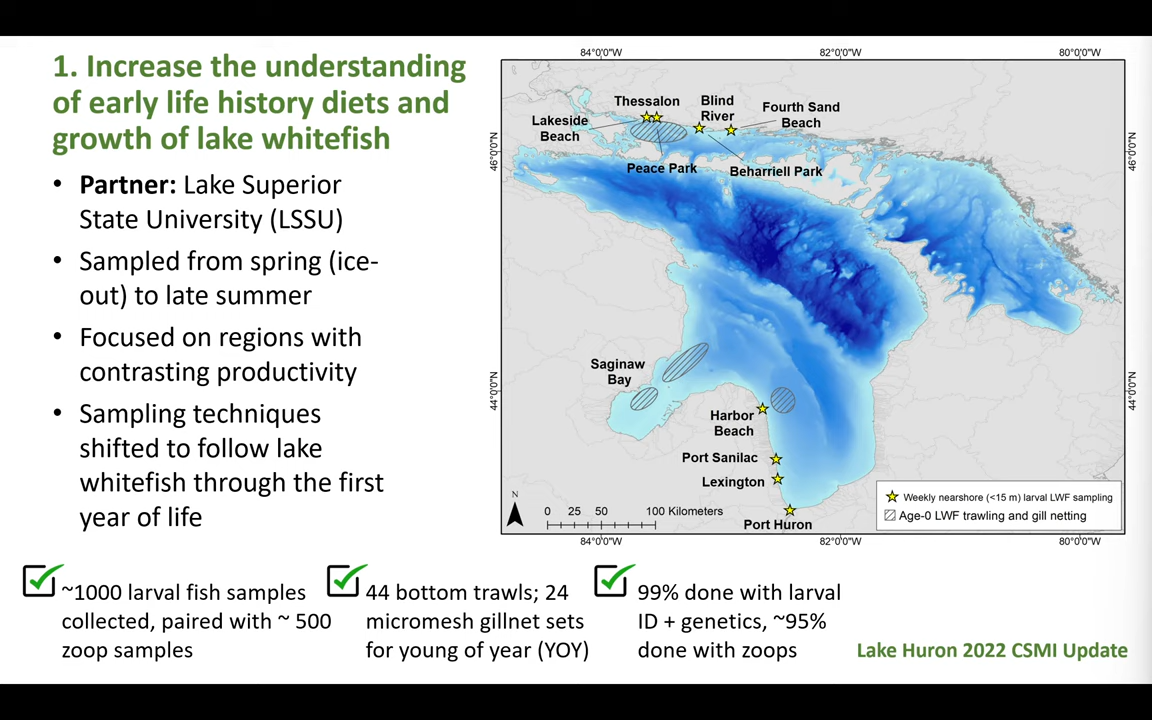 1. Increase the understanding
of early life history diets and
growth of lake whitefish
• Partner: Lake Superior
State University (LSSU)
• Sampled from spring (ice-
out) to late summer
• Focused on regions with
contrasting productivity
• Sampling techniques
shifted to follow lake
whitefish through the first
year of life
84°0'0"W
82°0'0"W
80°0'0"W
46°0'0"N
44°0'0"N
46°0'0"N
44°0'0"N
Thessalon
Blind
River
Fourth Sand
Beach
Lakeside
Beach
Peace Park
Beharriell Park
Saginaw
Bay
Harbor
Beach
Port Sanilac
Lexington
Port Huron
N
0 25 50 100 Kilometers
Weekly nearshore (<15 m) larval LWF sampling
Age-0 LWF trawling and gill netting
84°0'0"W
82°0'0"W
80°0'0"W
~1000 larval fish samples
collected, paired with ~ 500
zoop samples
44 bottom trawls; 24
micromesh gillnet sets
for young of year (YOY)
99% done with larval
ID + genetics, ~95%
done with zoops
Lake Huron 2022 CSMI Update